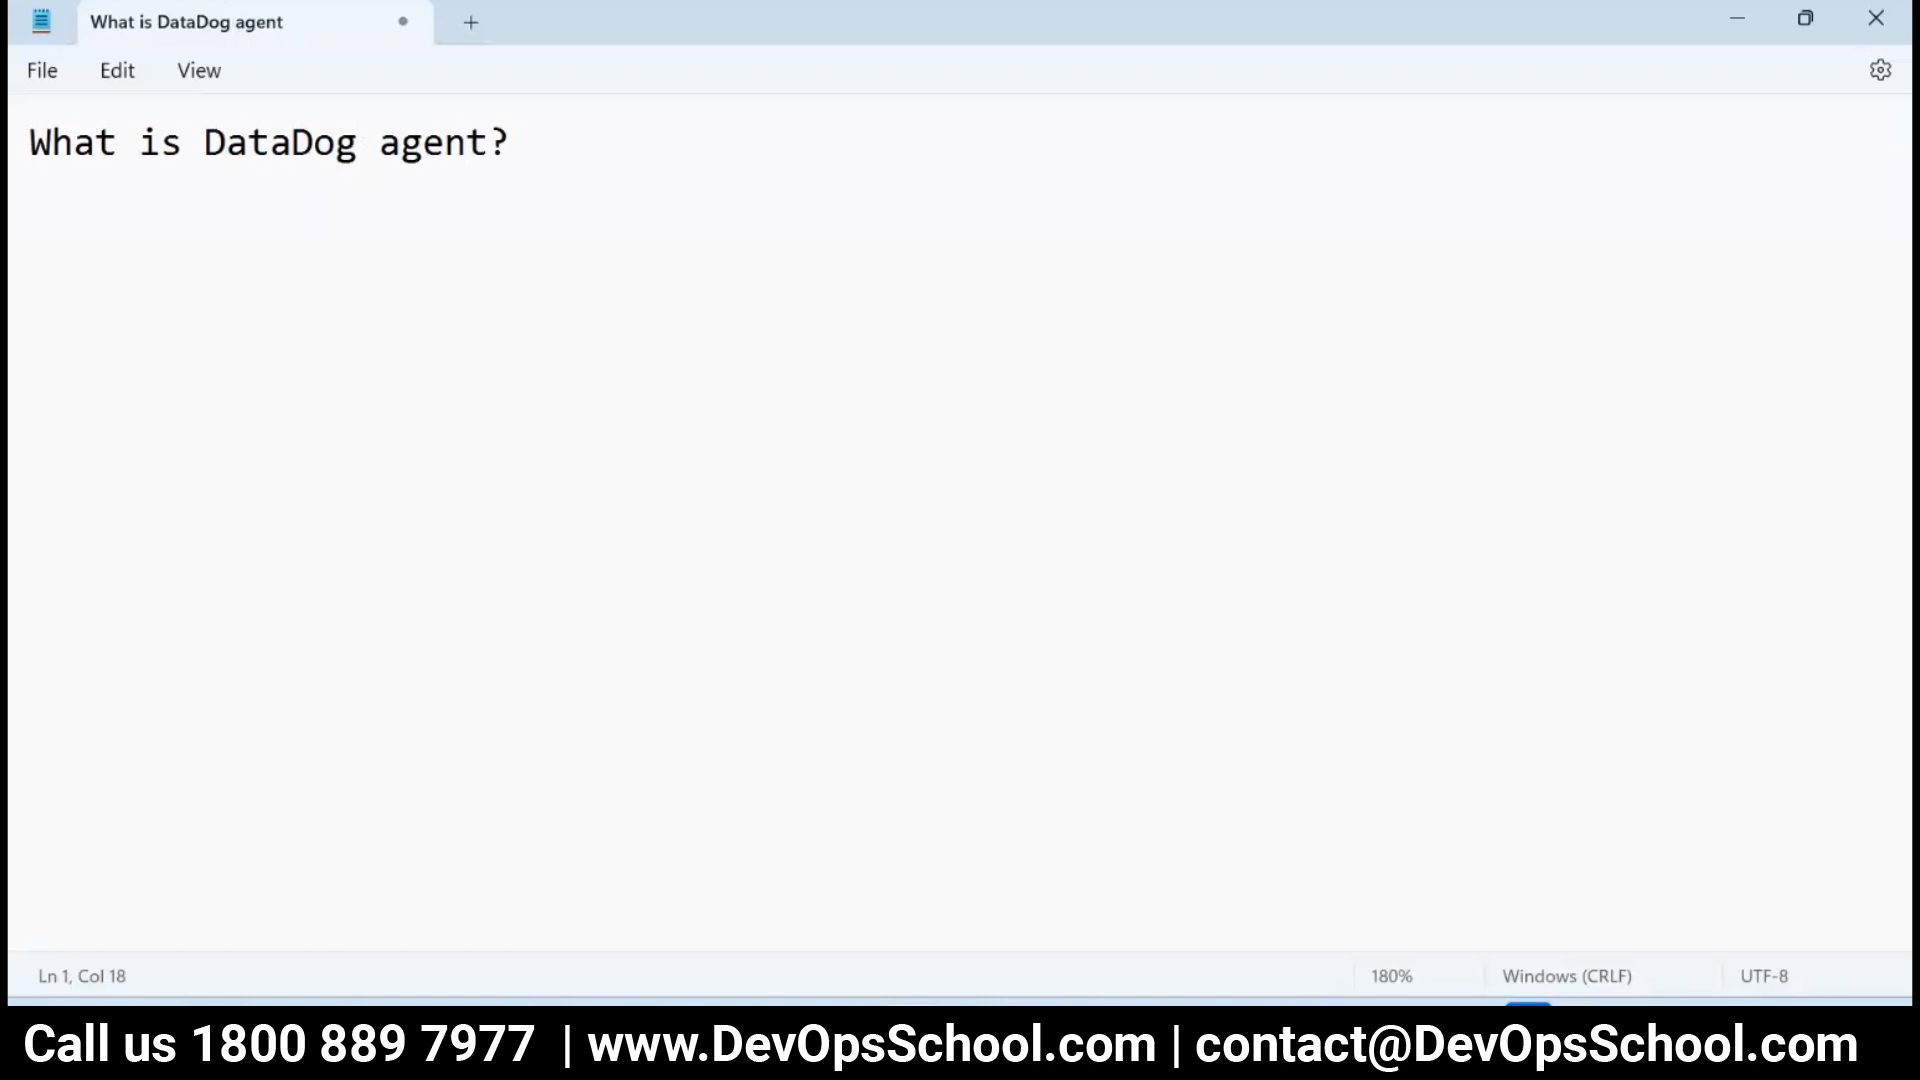 What is DataDog agent
File Edit View
What is DataDog agent?
Ln 1, Col 18 180% Windows (CRLF) UTF-8
Call us 1800 889 7977 | www.DevOpsSchool.com | contact@DevOpsSchool.com